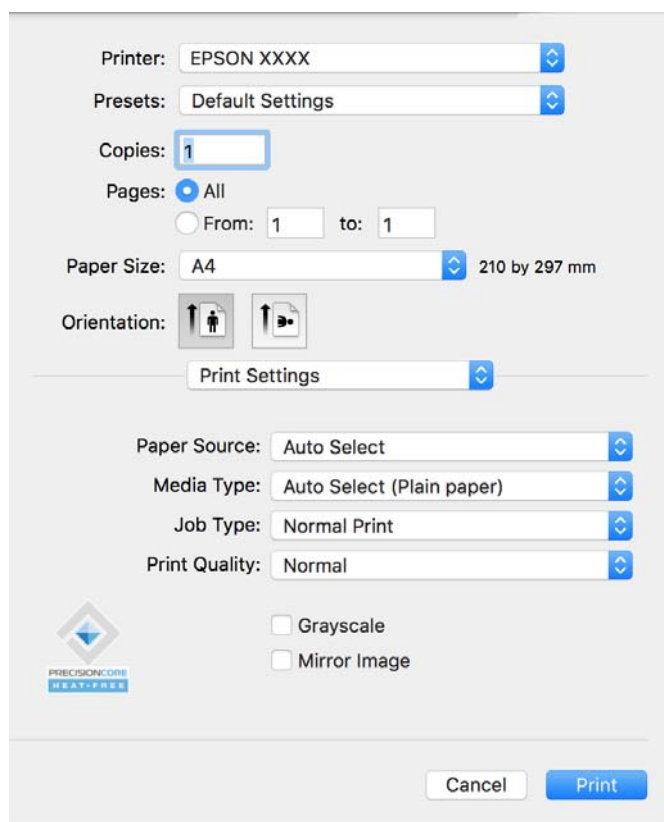 Printer: EPSON XXXX
Presets: Default Settings
Copies: 1
Pages: All
From: 1 to: 1
Paper Size: A4 210 by 297 mm
Orientation:
Print Settings
Paper Source: Auto Select
Media Type: Auto Select (Plain paper)
Job Type: Normal Print
Print Quality: Normal
Grayscale
Mirror Image
PRECISIONCORE
HEAT-FREE
Cancel Print